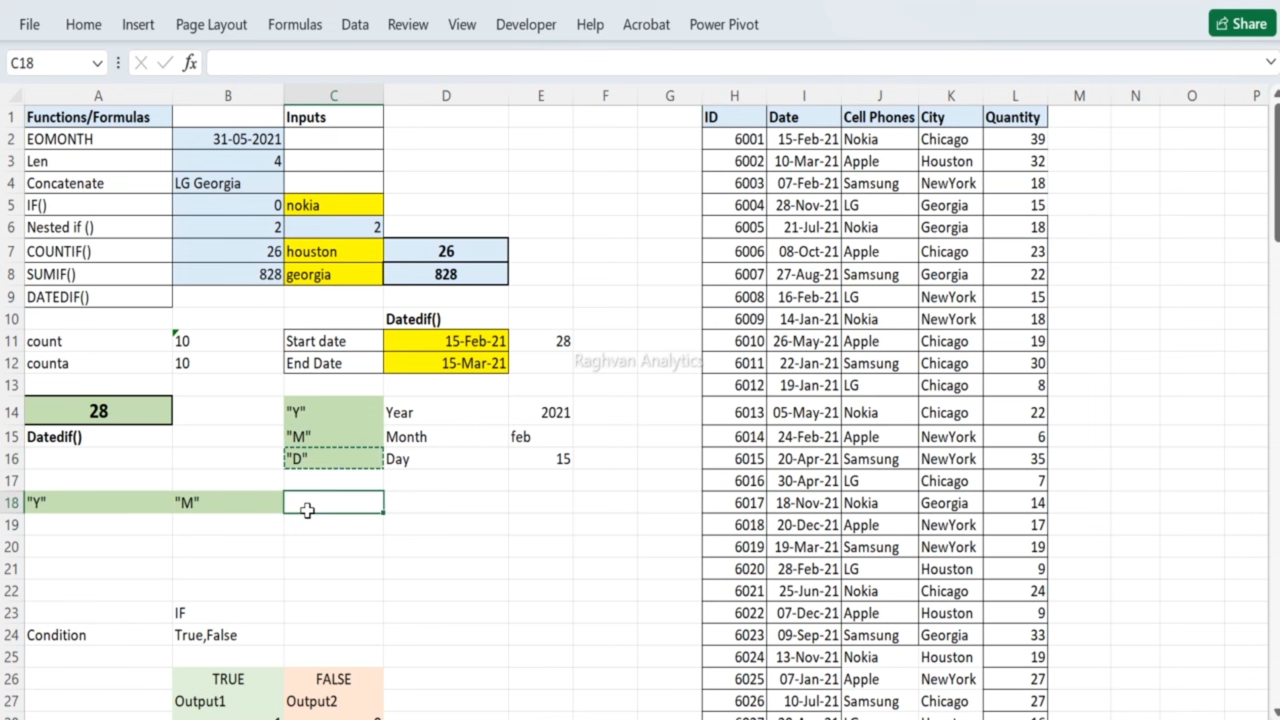 File Home Insert Page Layout Formulas Data Review View Developer Help Acrobat Power Pivot Share
C18 fx
A B C D E F G H I J K L M N O P
1 Functions/Formulas Inputs ID Date Cell Phones City Quantity
2 EOMONTH 31-05-2021 6001 15-Feb-21 Nokia Chicago 39
3 Len 4 6002 10-Mar-21 Apple Houston 32
4 Concatenate LG Georgia 6003 07-Feb-21 Samsung NewYork 18
5 IF() 0 nokia 6004 28-Nov-21 LG Georgia 15
6 Nested if () 2 2 6005 21-Jul-21 Nokia Georgia 18
7 COUNTIF() 26 houston 26 6006 08-Oct-21 Apple Chicago 23
8 SUMIF() 828 georgia 828 6007 27-Aug-21 Samsung Georgia 22
9 DATEDIF() 6008 16-Feb-21 LG NewYork 15
10 Datedif() 6009 14-Jan-21 Nokia NewYork 18
11 count 10 Start date 15-Feb-21 28 6010 26-May-21 Apple Chicago 19
12 counta 10 End Date 15-Mar-21 Raghvan Analytics 6011 22-Jan-21 Samsung Chicago 30
13 6012 19-Jan-21 LG Chicago 8
14 28 "Y" Year 2021 6013 05-May-21 Nokia Chicago 22
15 Datedif() "M" Month feb 6014 24-Feb-21 Apple NewYork 6
16 "D" Day 15 6015 20-Apr-21 Samsung NewYork 35
17 6016 30-Apr-21 LG Chicago 7
18 "Y" "M" 6017 18-Nov-21 Nokia Georgia 14
19 6018 20-Dec-21 Apple NewYork 17
20 6019 19-Mar-21 Samsung NewYork 19
21 6020 28-Feb-21 LG Houston 9
22 6021 25-Jun-21 Nokia Chicago 24
23 IF 6022 07-Dec-21 Apple Houston 9
24 Condition True,False 6023 09-Sep-21 Samsung Georgia 33
25 6024 13-Nov-21 Nokia Houston 19
26 TRUE FALSE 6025 07-Jan-21 Apple NewYork 27
27 Output1 Output2 6026 10-Jul-21 Samsung Chicago 27